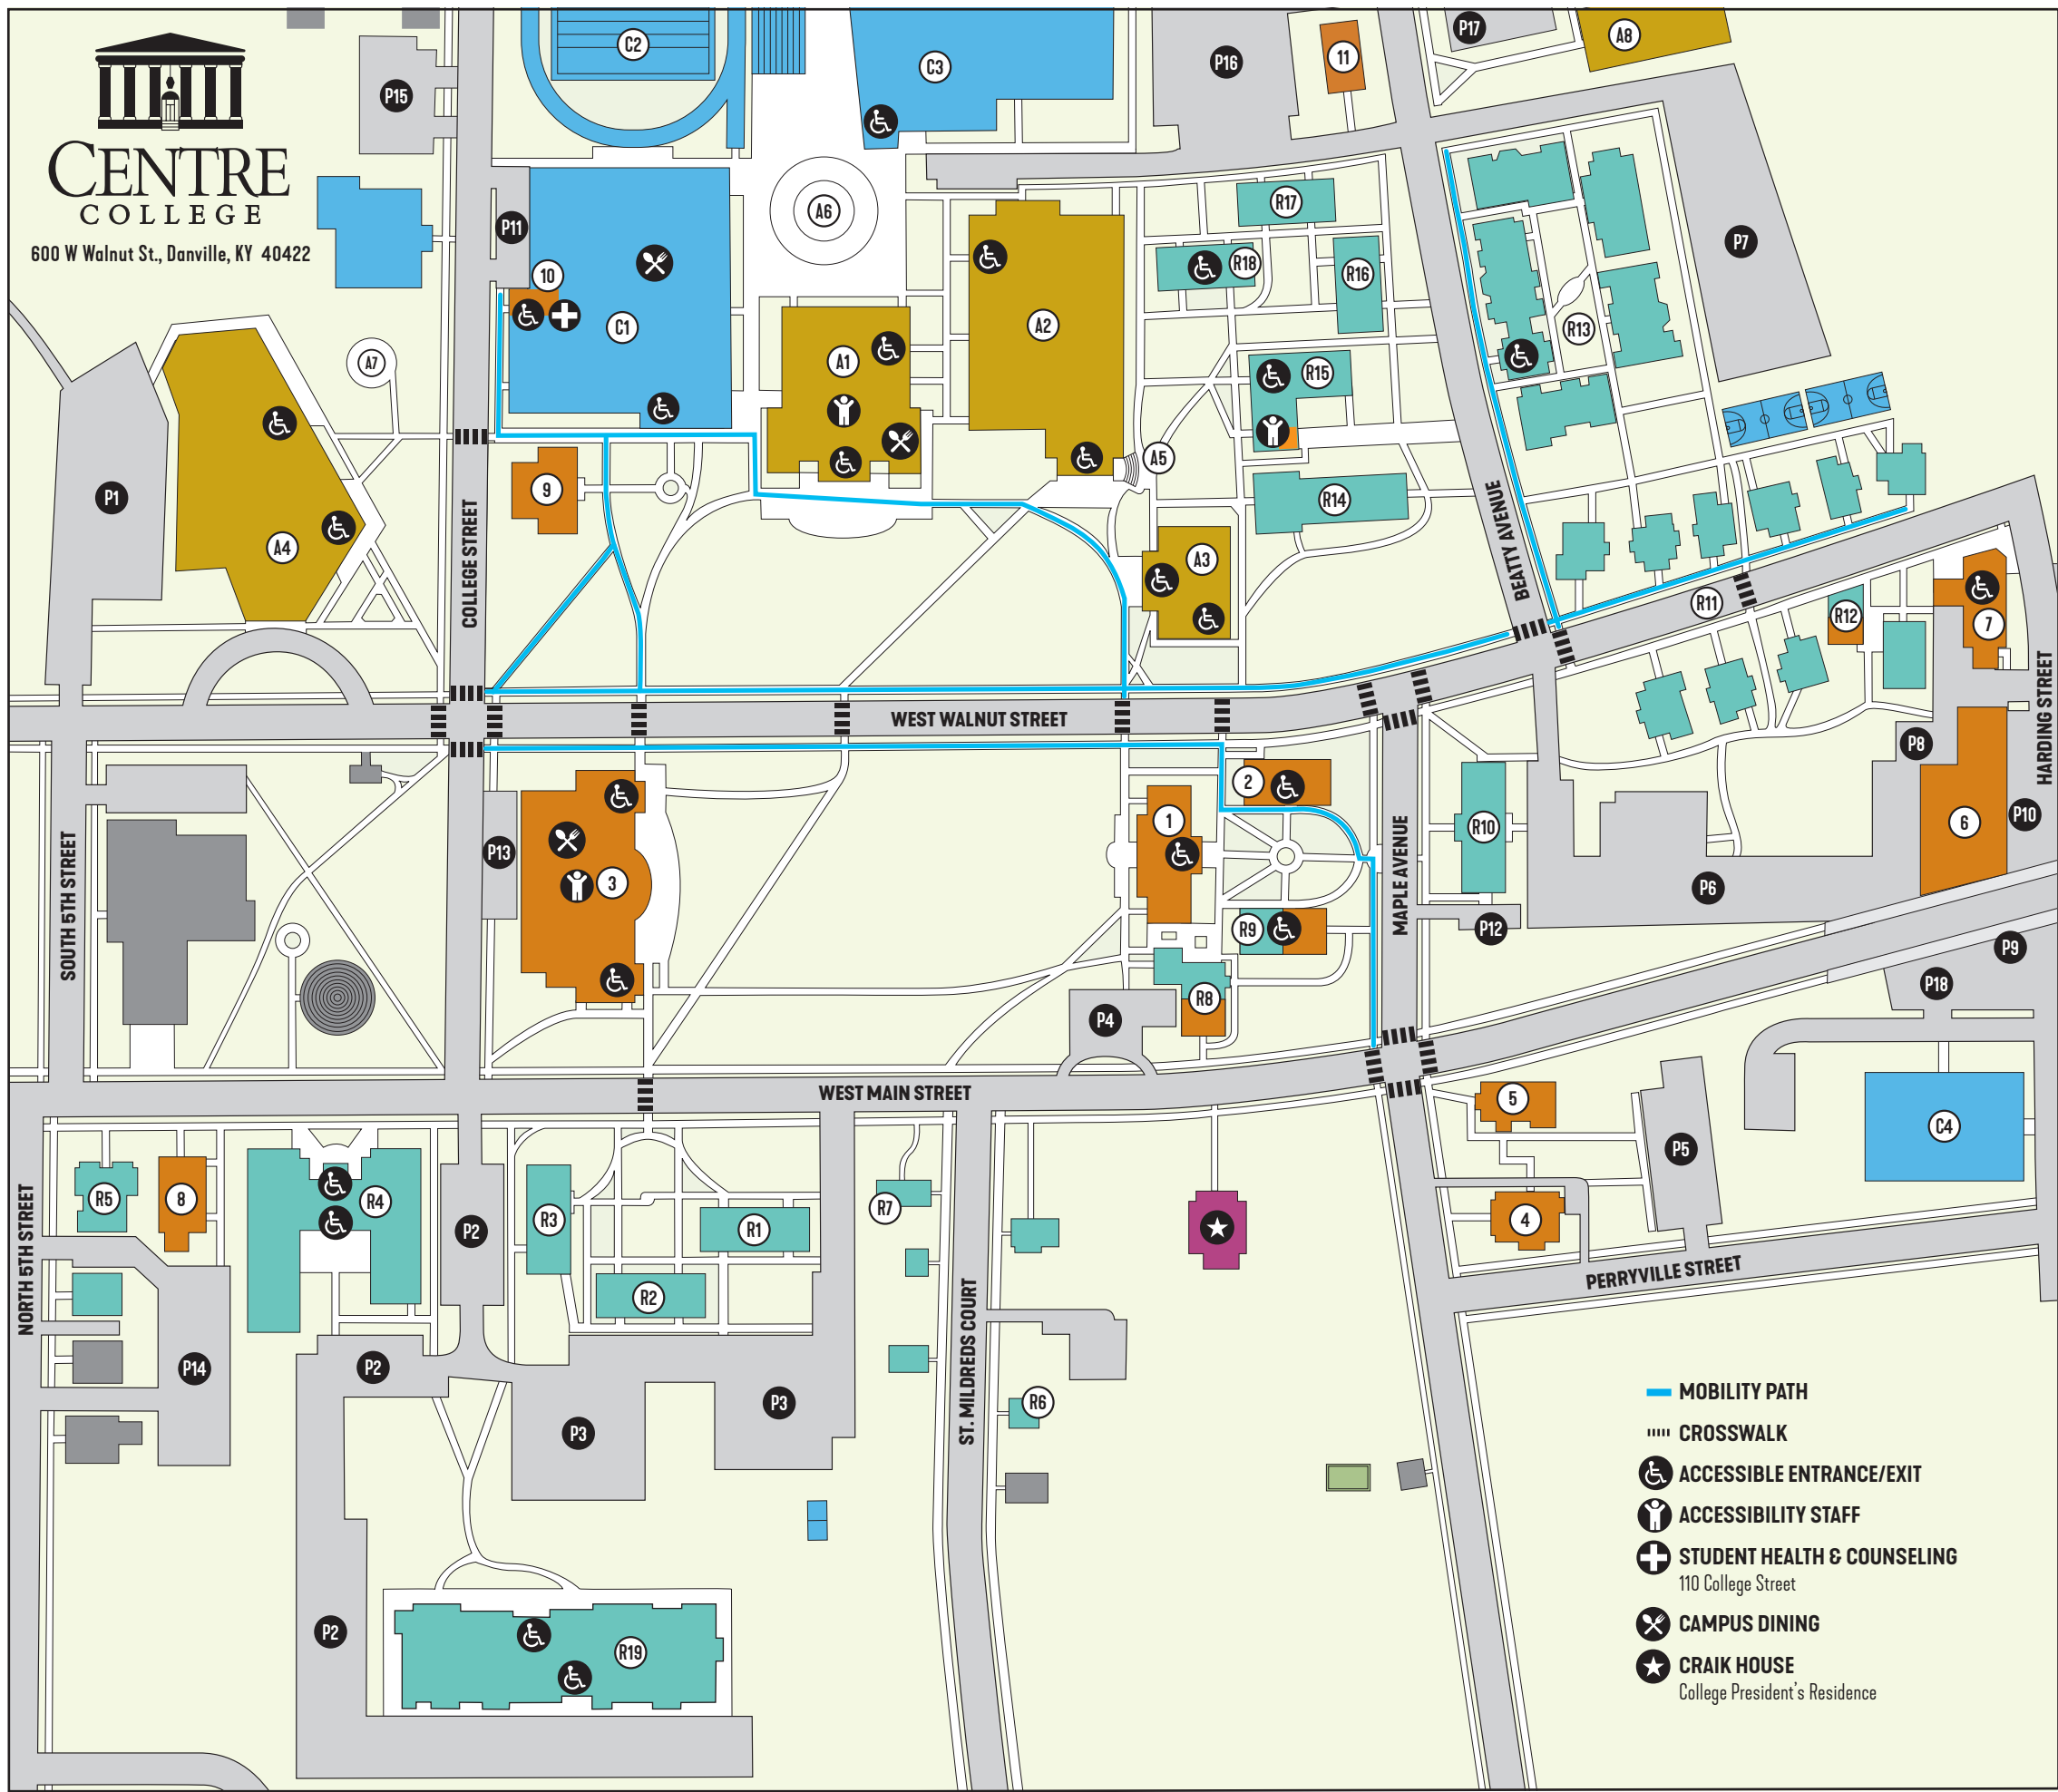 CENTRE
COLLEGE
600 W Walnut St., Danville, KY 40422
C2
C3
P16
11
P17
A8
P15
P11
10
C1
A6
A1
A2
R17
R18
R16
R15
R13
P7
A7
P1
A4
9
A5
R14
A3
COLLEGE STREET
BEATTY AVENUE
R11
R12
7
HARDING STREET
WEST WALNUT STREET
P8
P10
6
2
1
R10
P6
P13
3
SOUTH 5TH STREET
MAPLE AVENUE
R9
P12
P9
P18
R8
P4
WEST MAIN STREET
5
C4
P5
R5
8
R4
P2
R3
R1
R7
4
NORTH 5TH STREET
R2
PERRYVILLE STREET
ST. MILDREDS COURT
P14
P2
P3
P3
R6
P2
R19
MOBILITY PATH
CROSSWALK
ACCESSIBLE ENTRANCE/EXIT
ACCESSIBILITY STAFF
STUDENT HEALTH & COUNSELING
110 College Street
CAMPUS DINING
CRAIK HOUSE
College President's Residence